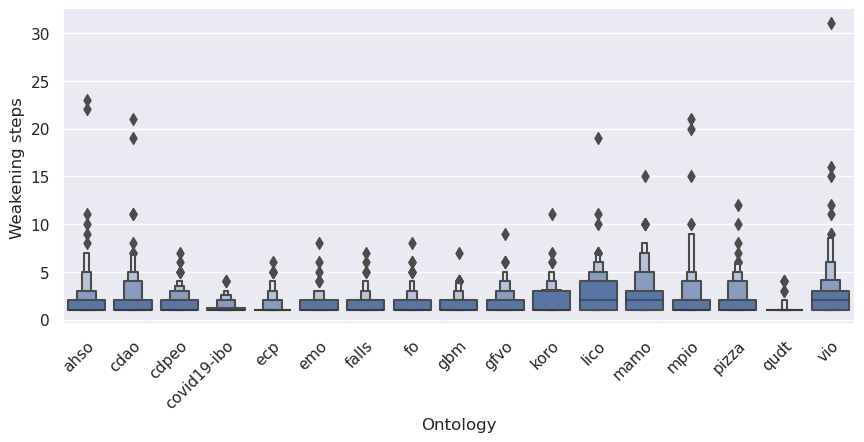 Weakening steps
30
25
20
15
10
5
0
ahso
cdao
cdpeo
covid19-ibo
ecp
emo
falls
fo
gbm
gfvo
koro
lico
mamo
mpio
pizza
qudt
vio
Ontology